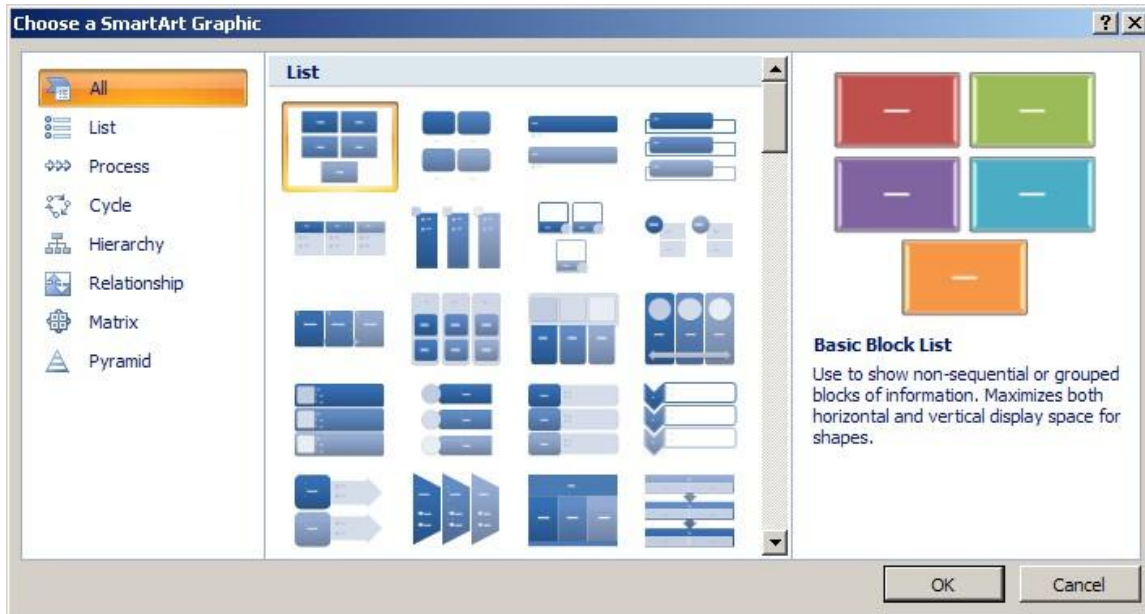 Choose a SmartArt Graphic
All
List
Process
Cycle
Hierarchy
Relationship
Matrix
Pyramid
List
Basic Block List
Use to show non-sequential or grouped
blocks of information. Maximizes both
horizontal and vertical display space for
shapes.
OK
Cancel